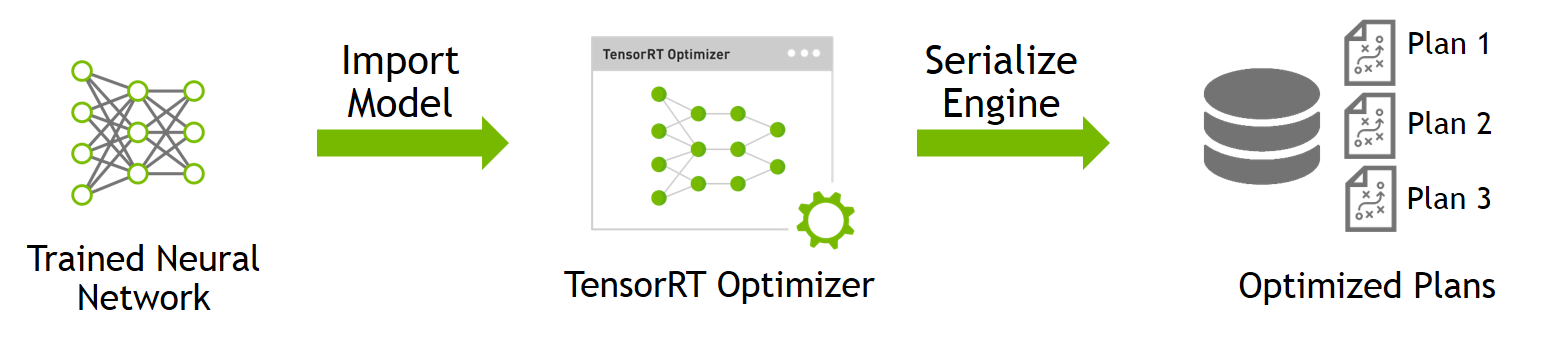 Import
Model
TensorRT Optimizer
Serialize
Engine
Plan 1
Plan 2
Plan 3
Trained Neural
Network
TensorRT Optimizer
Optimized Plans